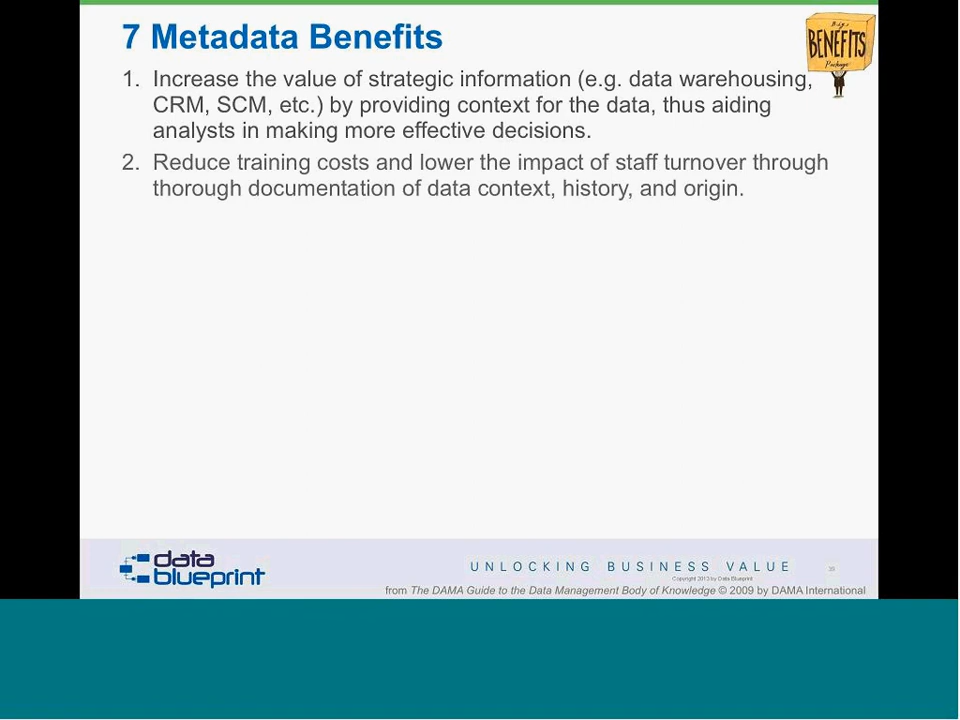 7 Metadata Benefits
Big
BENEFITS
Package
1. Increase the value of strategic information (e.g. data warehousing,
CRM, SCM, etc.) by providing context for the data, thus aiding
analysts in making more effective decisions.
2. Reduce training costs and lower the impact of staff turnover through
thorough documentation of data context, history, and origin.
data
blueprint
UNLOCKING BUSINESS VALUE
Copyright 2013 by Data Blueprint
from The DAMA Guide to the Data Management Body of Knowledge © 2009 by DAMA International